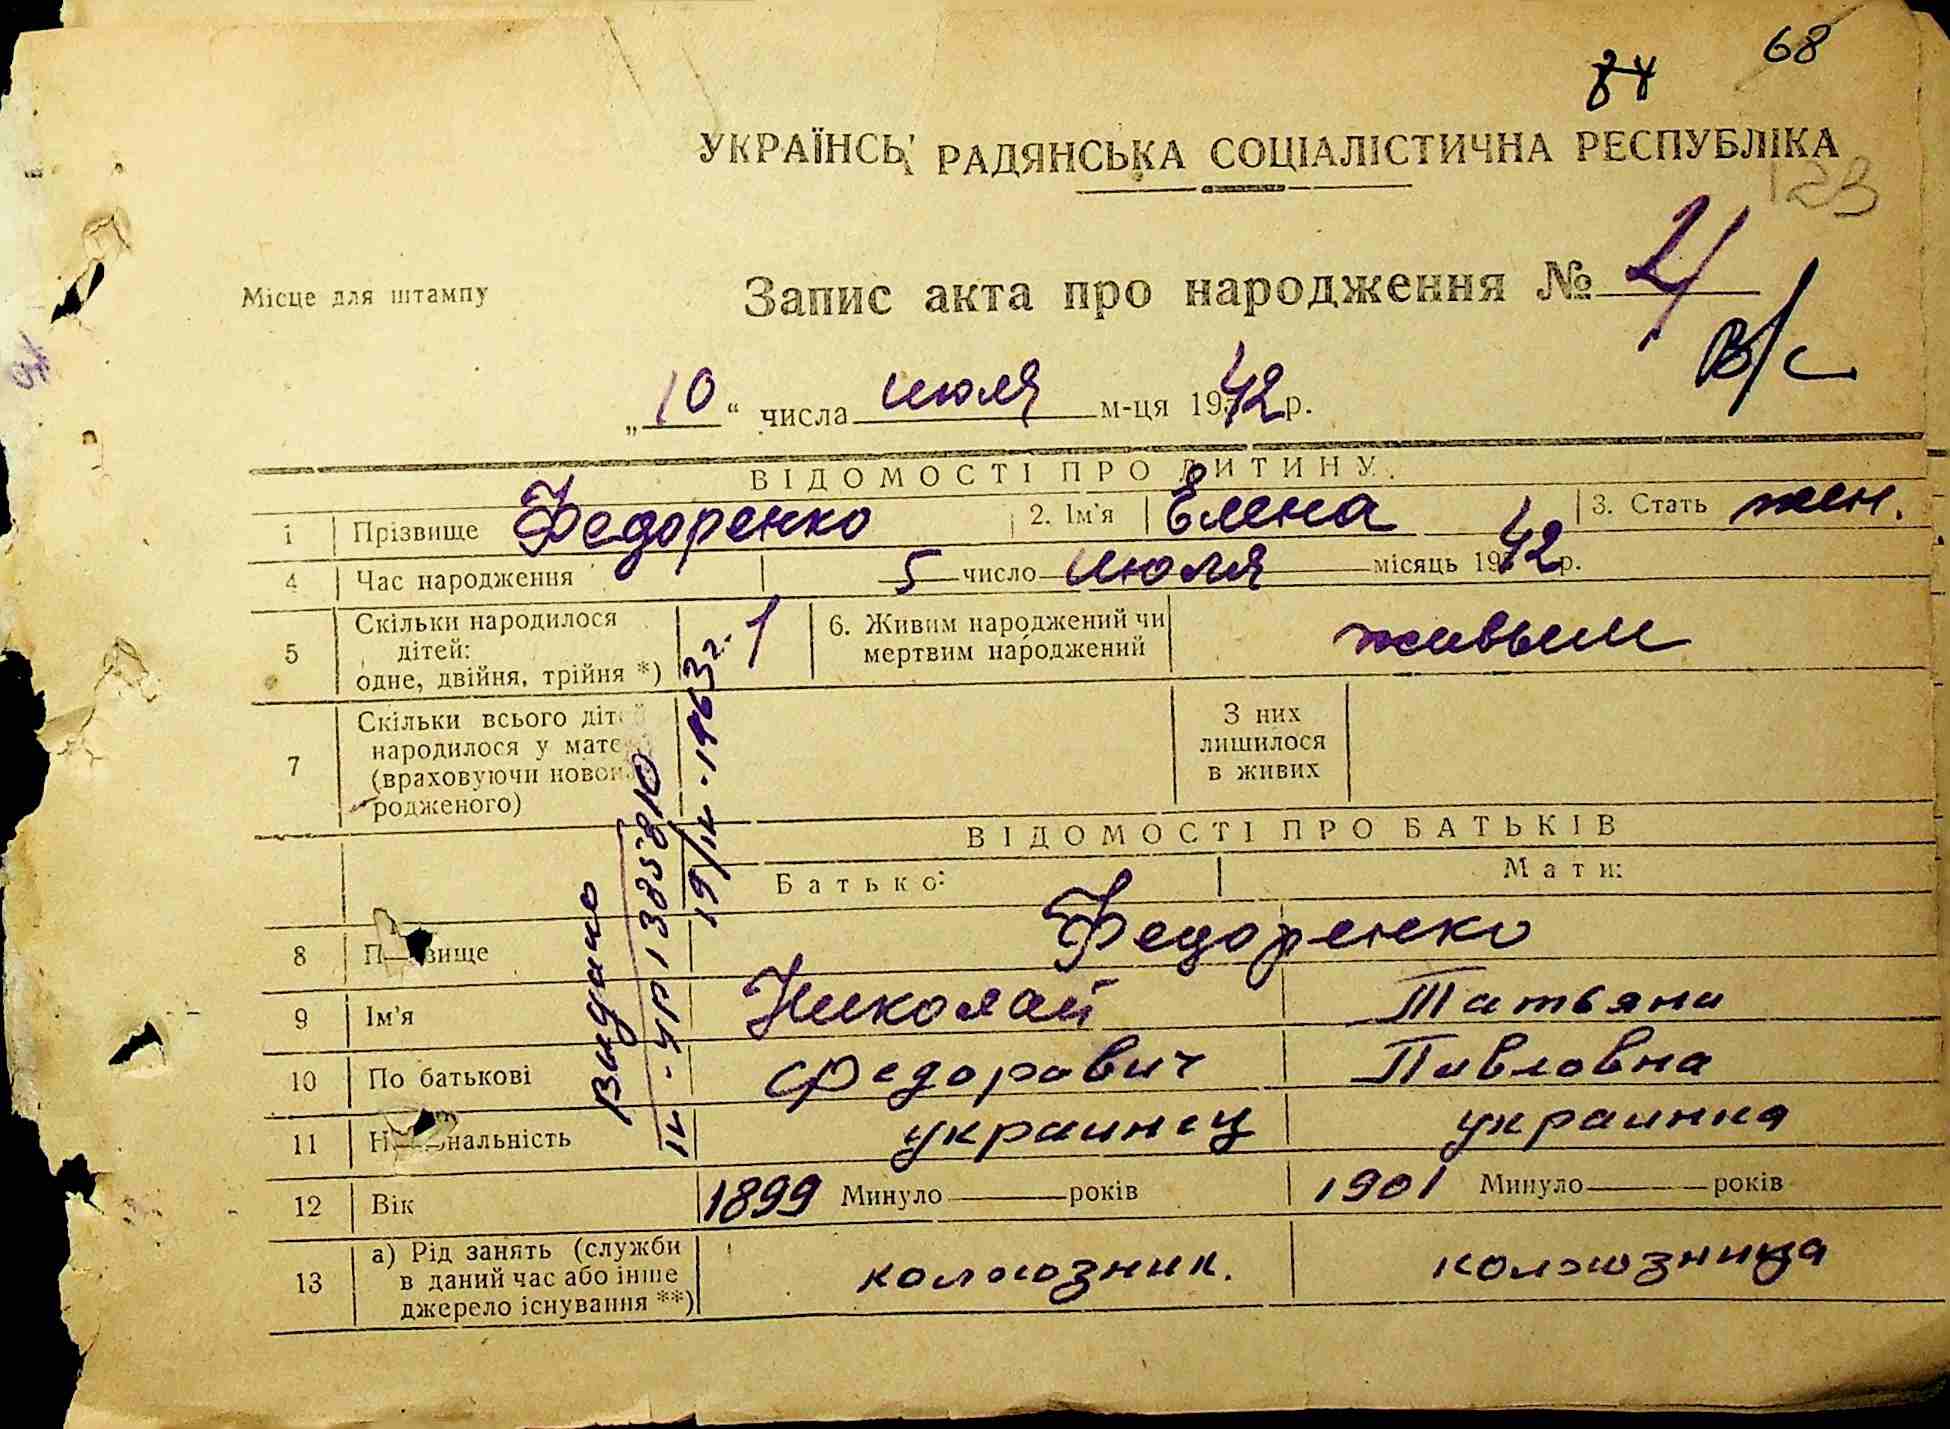 68
84
УКРАЇНСЬ РАДЯНСЬКА СОЦІАЛІСТИЧНА РЕСПУБЛІКА
123
Місце для штампу
Запис акта про народження № 4
в/с
„10“ числа июля м-ця 1942 р.
ВІДОМОСТІ ПРО ДИТИНУ.
1 Прізвище Федоренко 2. Ім'я Елена 3. Стать жен.
4 Час народження 5 число июля місяць 1942 р.
5 Скільки народилося дітей: одне, двійня, трійня *) 1 6. Живим народжений чи мертвим народжений живым
7 Скільки всього дітей народилося у матері (враховуючи новонародженого) З них лишилося в живих
Выдано
19/IV-1963 г.
ВІДОМОСТІ ПРО БАТЬКІВ
Батько: Мати:
8 Прізвище Федоренко
9 Ім'я Николай Татьяна
10 По батькові Федорович Павловна
11 Національність украинец украинка
12 Вік 1899 Минуло — років 1901 Минуло — років
13 а) Рід занять (служби в даний час або інше джерело існування **) колхозник. колхозница